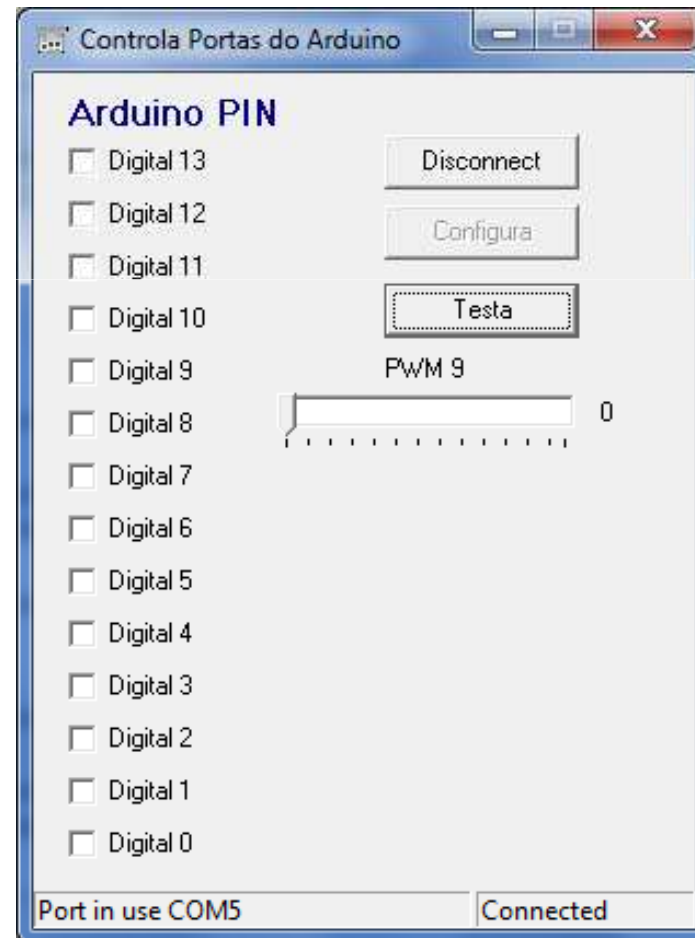 Controla Portas do Arduino
Arduino PIN
Digital 13
Disconnect
Digital 12
Configura
Digital 11
Digital 10
Testa
Digital 9
PWM 9
Digital 8
0
Digital 7
Digital 6
Digital 5
Digital 4
Digital 3
Digital 2
Digital 1
Digital 0
Port in use COM5
Connected